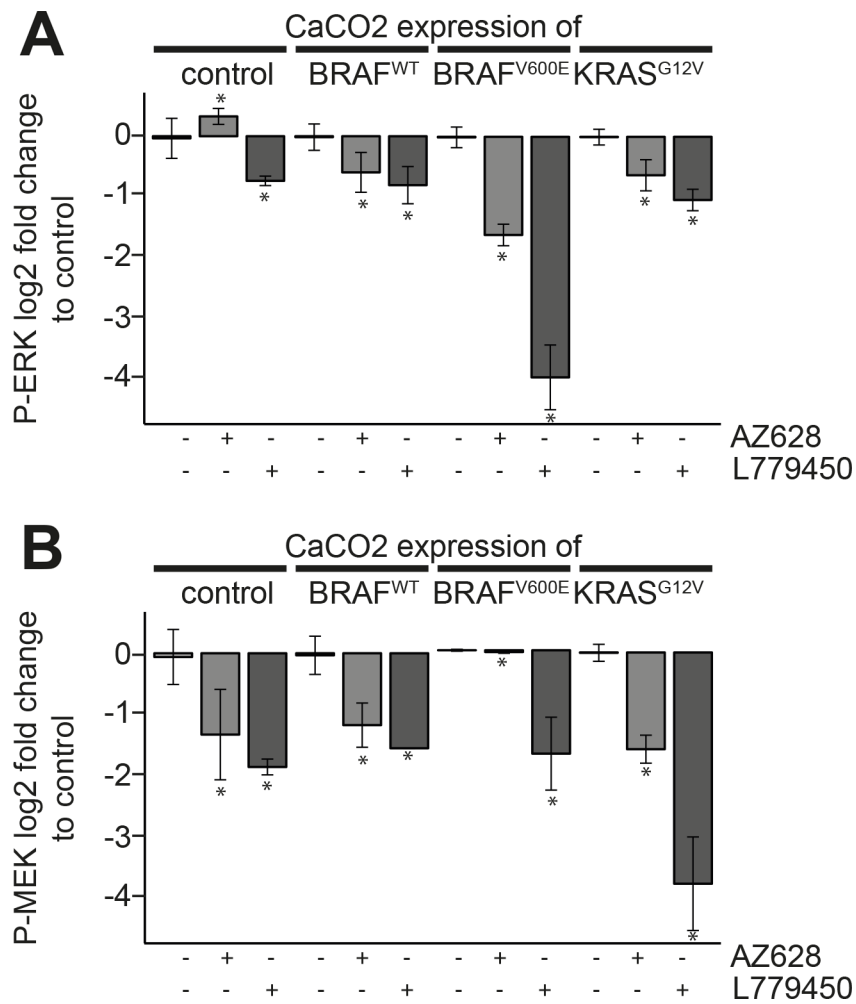 A
CaCO2 expression of
control BRAFWT BRAFV600E KRASG12V
P-ERK log2 fold change
to control
0
-1
-2
-3
-4
* * * * * * * *
- + - - + - - + - - + - AZ628
- - + - - + - - + - - + L779450
B
CaCO2 expression of
control BRAFWT BRAFV600E KRASG12V
P-MEK log2 fold change
to control
0
-1
-2
-3
-4
* * * * * * * *
- + - - + - - + - - + - AZ628
- - + - - + - - + - - + L779450